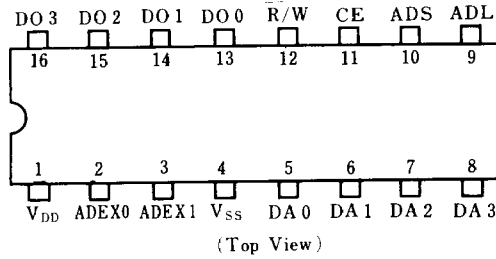 DO 3 DO 2 DO 1 DO 0 R/W CE ADS ADL
16 15 14 13 12 11 10 9
1 2 3 4 5 6 7 8
VDD ADEX0 ADEX1 VSS DA 0 DA 1 DA 2 DA 3
(Top View)